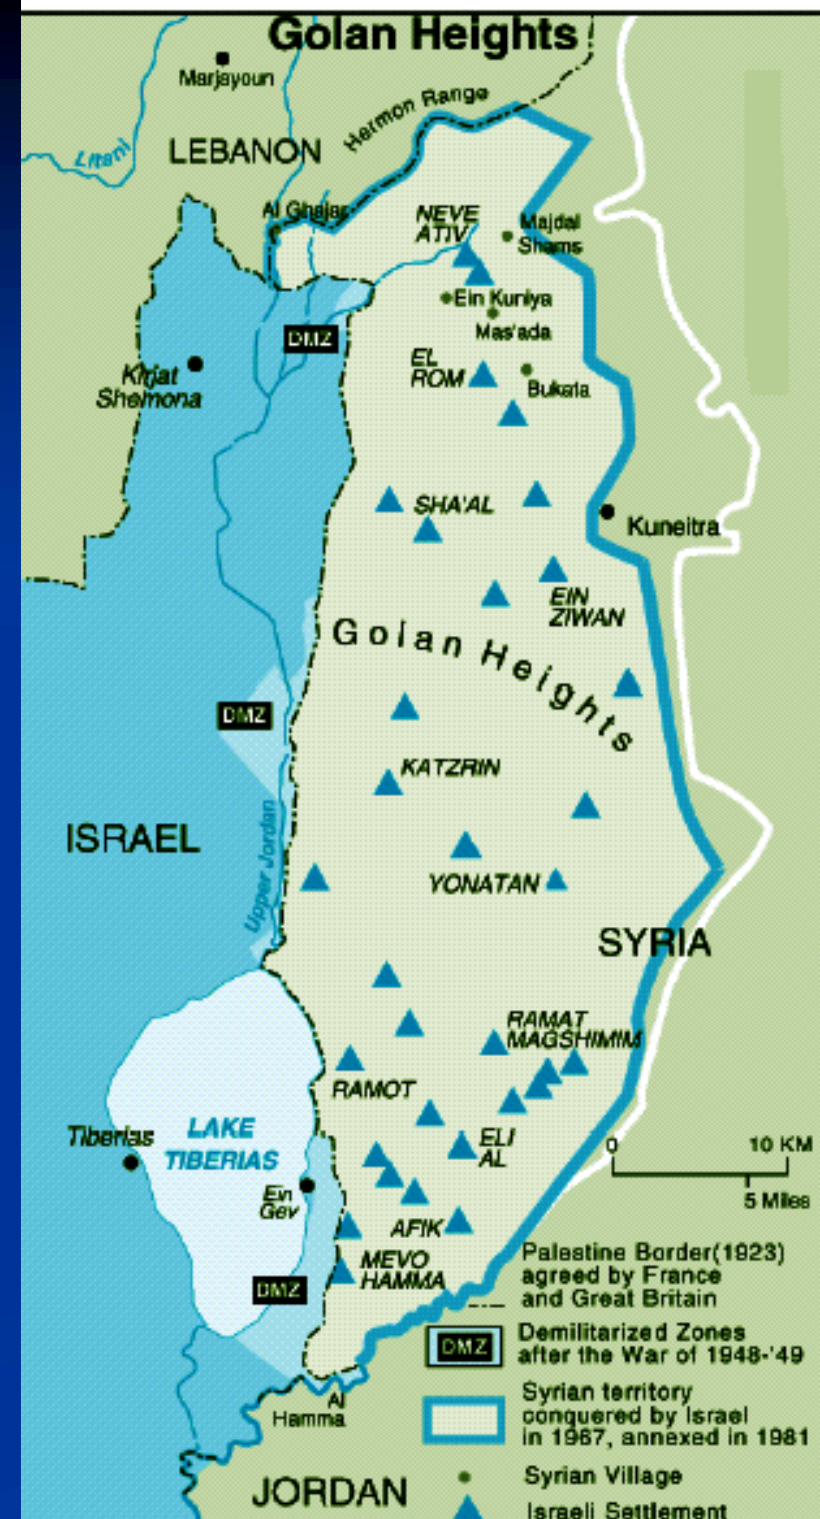 Golan Heights
Marjayoun
Hermon Range
Litani
LEBANON
Al Ghajar
NEVE
ATIV
Majdal
Shams
Ein Kuniya
DMZ
Mas'ada
Kirjat
Shemona
EL
ROM
Bukata
SHA'AL
Kuneitra
EIN
ZIWAN
Golan Heights
DMZ
KATZRIN
ISRAEL
Upper Jordan
YONATAN
SYRIA
RAMAT
MAGSHIMIM
RAMOT
Tiberias
LAKE
TIBERIAS
ELI
AL
0 10 KM
5 Miles
Ein
Gev
AFIK
MEVO
HAMMA
DMZ
Palestine Border(1923)
agreed by France
and Great Britain
DMZ
Demilitarized Zones
after the War of 1948-'49
Al
Hamma
Syrian territory
conquered by Israel
in 1967, annexed in 1981
Syrian Village
JORDAN
Israeli Settlement